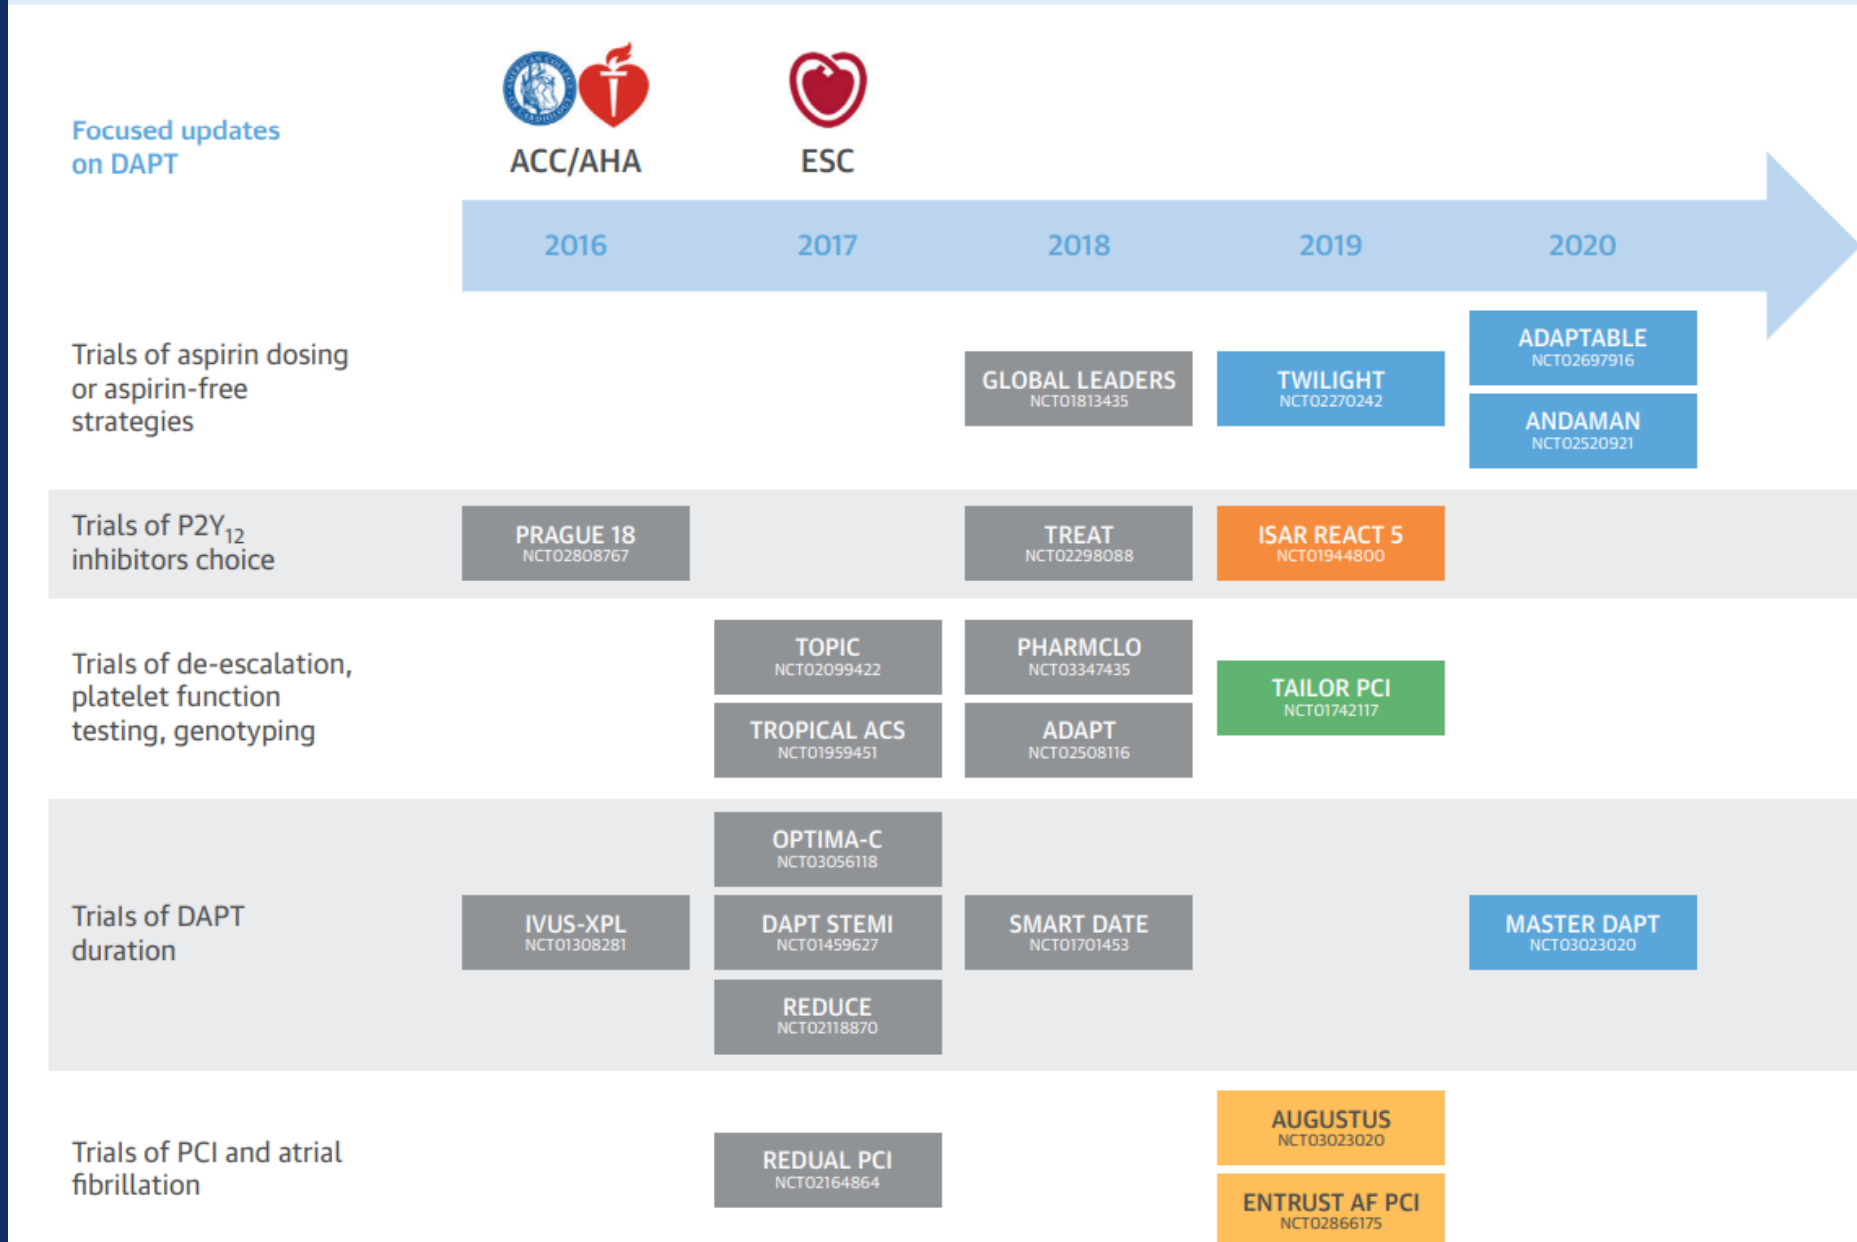 Focused updates
on DAPT
ACC/AHA
ESC
2016
2017
2018
2019
2020
Trials of aspirin dosing
or aspirin-free
strategies
GLOBAL LEADERS
NCT01813435
TWILIGHT
NCT02270242
ADAPTABLE
NCT02697916
ANDAMAN
NCT02520921
Trials of P2Y12
inhibitors choice
PRAGUE 18
NCT02808767
TREAT
NCT02298088
ISAR REACT 5
NCT01944800
Trials of de-escalation,
platelet function
testing, genotyping
TOPIC
NCT02099422
TROPICAL ACS
NCT01959451
PHARMCLO
NCT03347435
ADAPT
NCT02508116
TAILOR PCI
NCT01742117
Trials of DAPT
duration
IVUS-XPL
NCT01308281
OPTIMA-C
NCT03056118
DAPT STEMI
NCT01459627
REDUCE
NCT02118870
SMART DATE
NCT01701453
MASTER DAPT
NCT03023020
Trials of PCI and atrial
fibrillation
REDUAL PCI
NCT02164864
AUGUSTUS
NCT03023020
ENTRUST AF PCI
NCT02866175